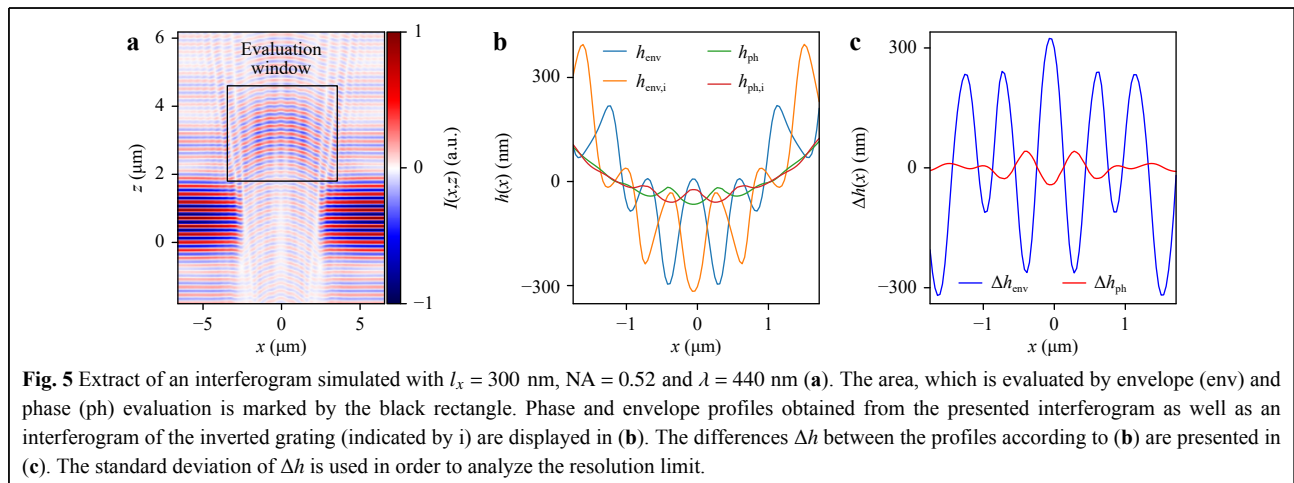 a
6
4
2
0
z (μm)
Evaluation
window
−5
0
5
x (μm)
1
0
−1
I(x,z) (a.u.)
b
h_env
h_ph
h_env,i
h_ph,i
300
0
−300
h(x) (nm)
−1
0
1
x (μm)
c
300
0
−300
Δh(x) (nm)
Δh_env
Δh_ph
−1
0
1
x (μm)
Fig. 5 Extract of an interferogram simulated with l_x = 300 nm, NA = 0.52 and λ = 440 nm (a). The area, which is evaluated by envelope (env) and
phase (ph) evaluation is marked by the black rectangle. Phase and envelope profiles obtained from the presented interferogram as well as an
interferogram of the inverted grating (indicated by i) are displayed in (b). The differences Δh between the profiles according to (b) are presented in
(c). The standard deviation of Δh is used in order to analyze the resolution limit.